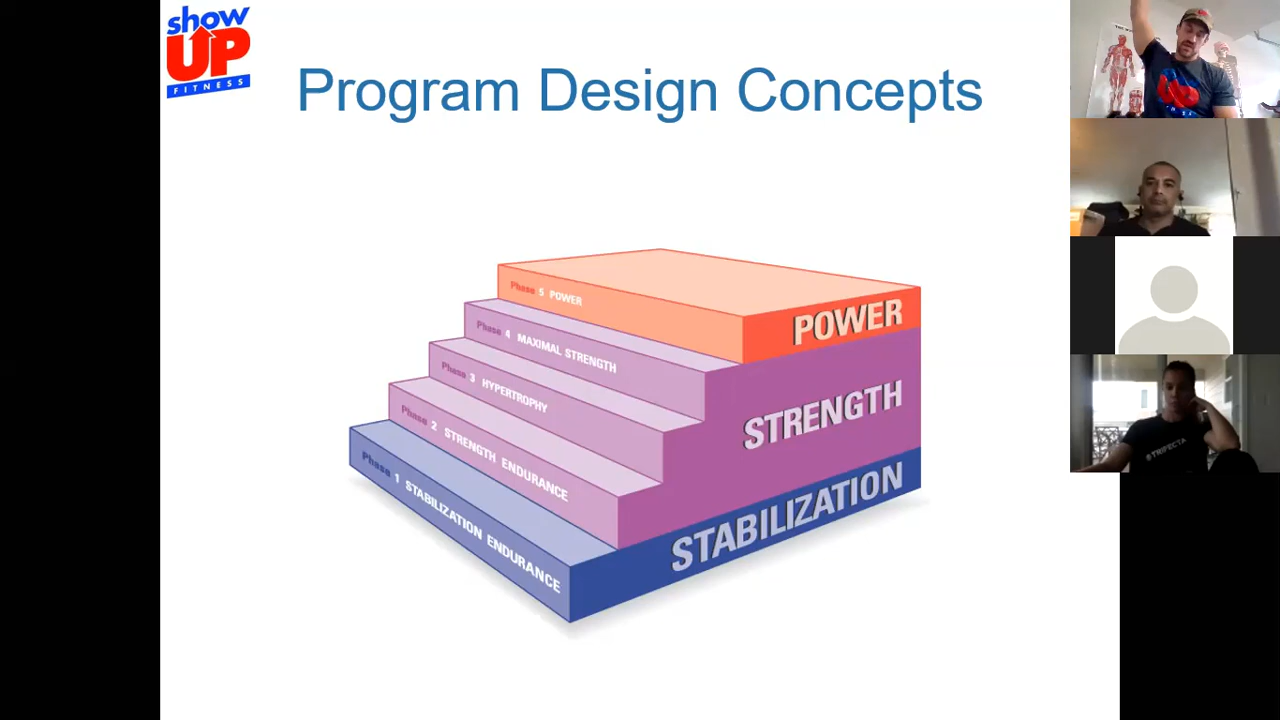 show
UP
FITNESS
Program Design Concepts
Phase 5 POWER
POWER
Phase 4 MAXIMAL STRENGTH
Phase 3 HYPERTROPHY
STRENGTH
Phase 2 STRENGTH ENDURANCE
Phase 1 STABILIZATION ENDURANCE
STABILIZATION
TRIFECTA